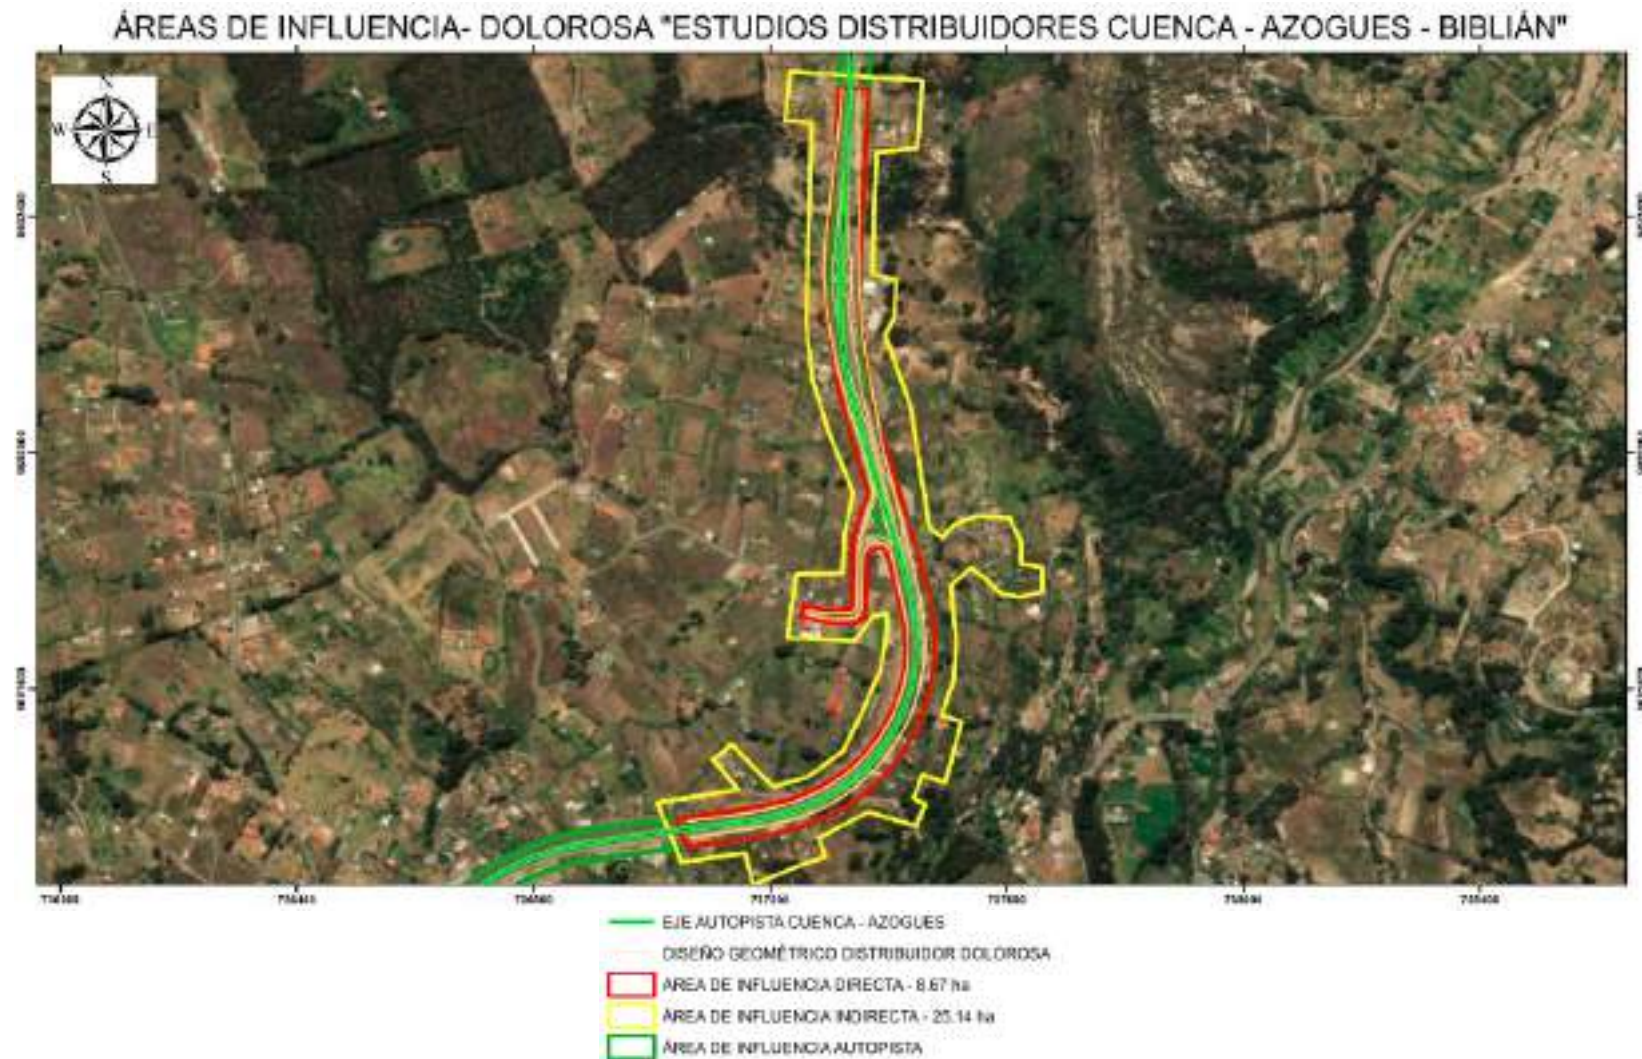 ÁREAS DE INFLUENCIA- DOLOROSA "ESTUDIOS DISTRIBUIDORES CUENCA - AZOGUES - BIBLIÁN"
N
W E
S
EJE AUTOPISTA CUENCA - AZOGUES
DISEÑO GEOMÉTRICO DISTRIBUIDOR DOLOROSA
AREA DE INFLUENCIA DIRECTA - 8.67 ha
ÁREA DE INFLUENCIA INDIRECTA - 25.14 ha
ÁREA DE INFLUENCIA AUTOPISTA